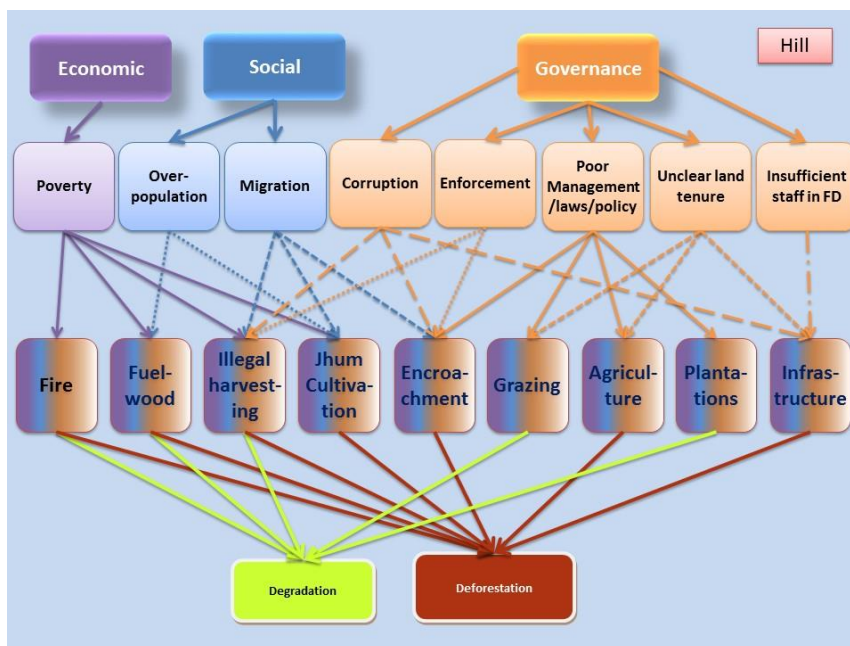 Hill
Economic
Social
Governance
Poverty
Over-
population
Migration
Corruption
Enforcement
Poor
Management
/laws/policy
Unclear land
tenure
Insufficient
staff in FD
Fire
Fuel-
wood
Illegal
harvest-
ing
Jhum
Cultiva-
tion
Encroa-
chment
Grazing
Agricul-
ture
Planta-
tions
Infras-
tructure
Degradation
Deforestation